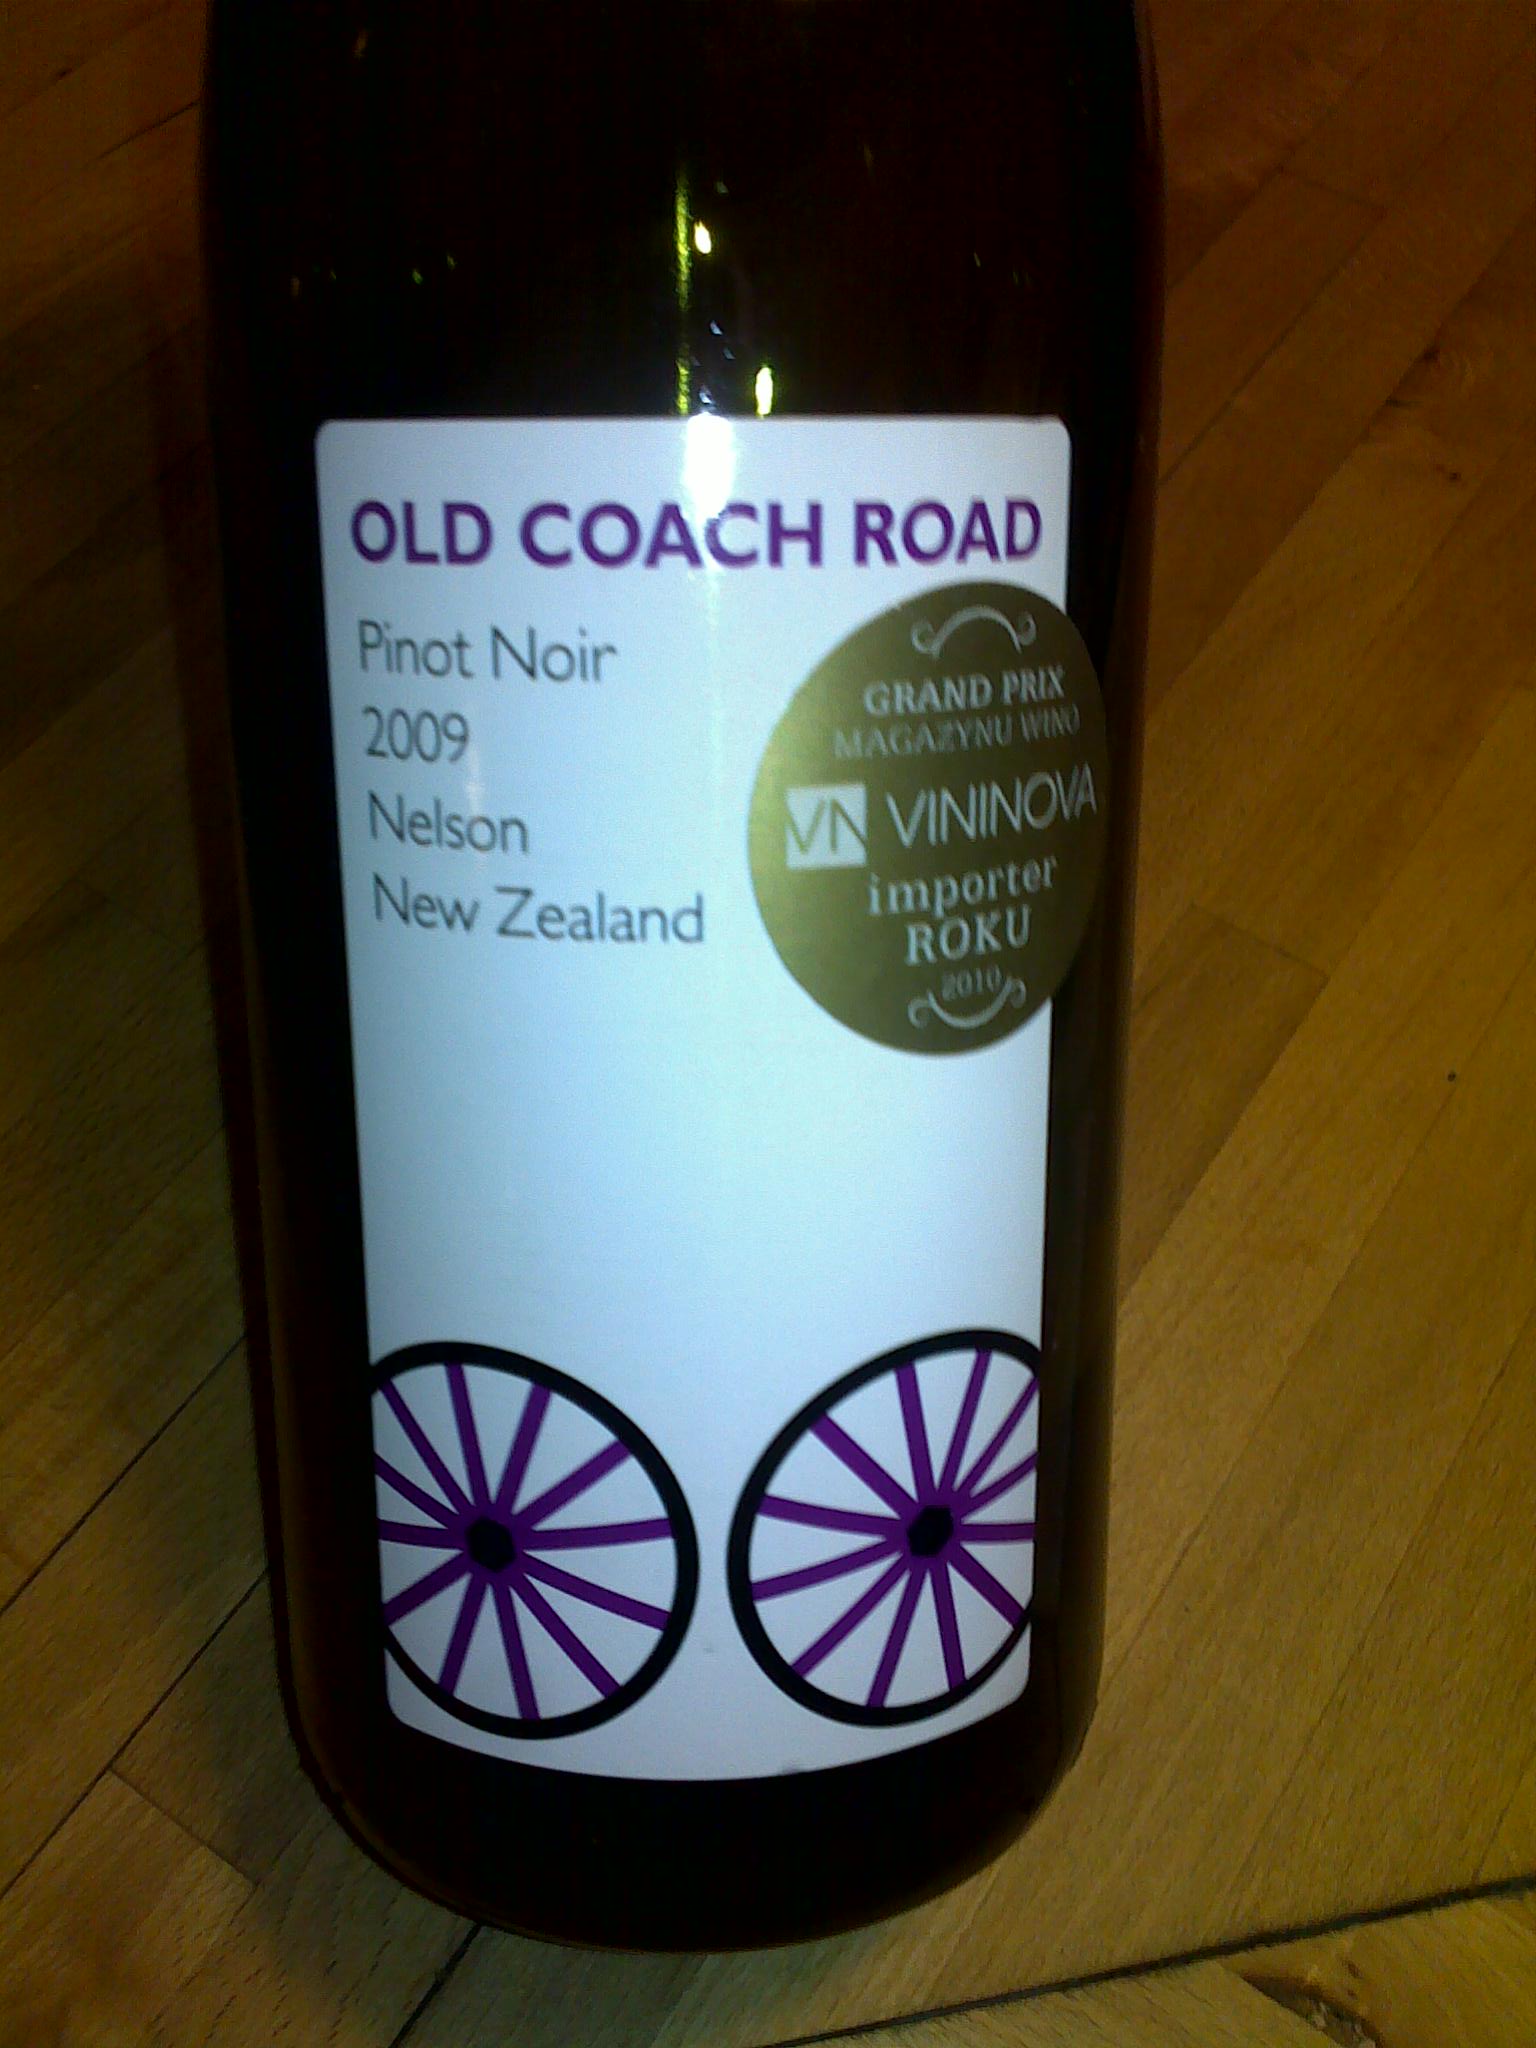 OLD COACH ROAD
Pinot Noir
2009
Nelson
New Zealand
GRAND PRIX
MAGAZYNU WINO
VN VININOVA
importer
ROKU
2010